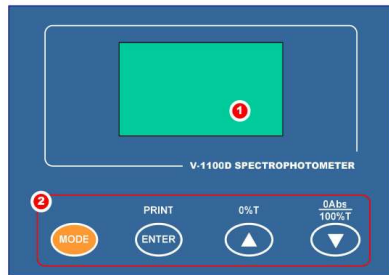 1
V-1100D SPECTROPHOTOMETER
2
PRINT 0%T 0Abs
100%T
MODE ENTER